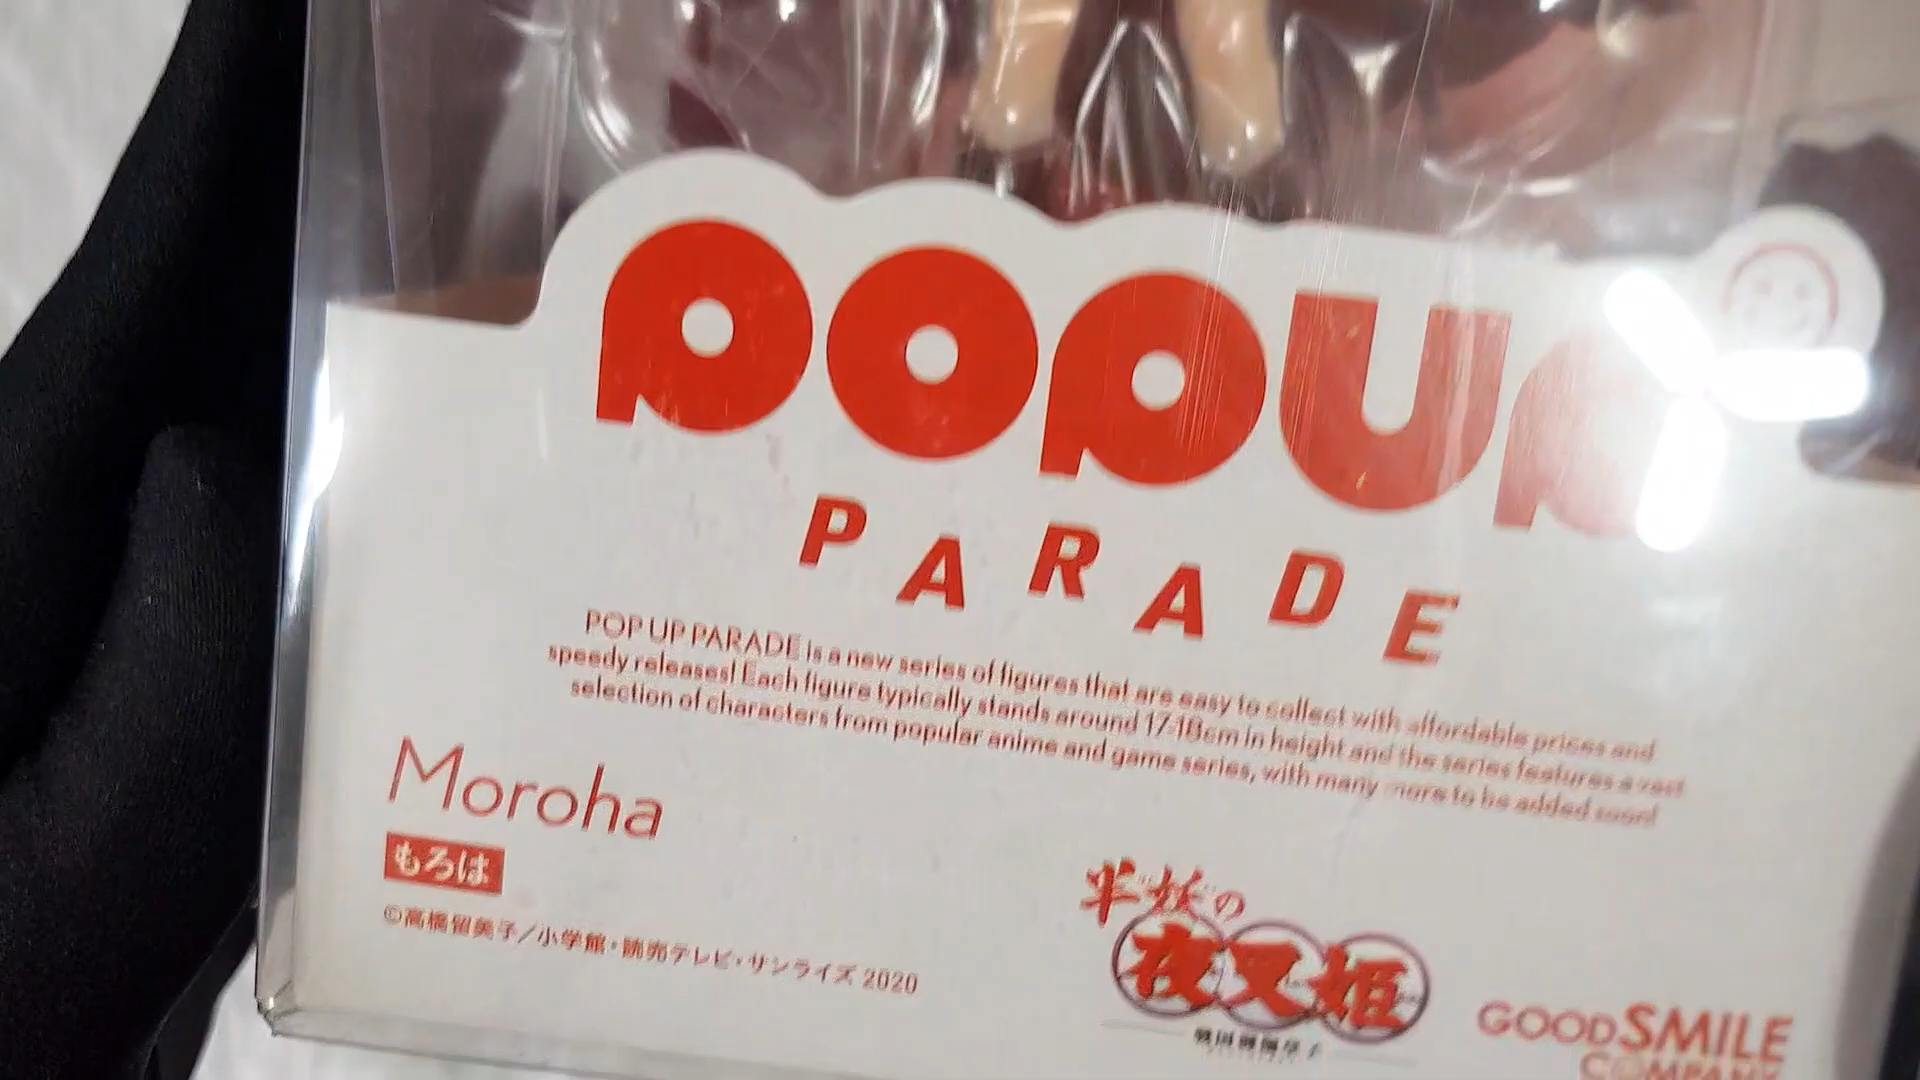 POPUP
PARADE
POP UP PARADE is a new series of figures that are easy to collect with affordable prices and
speedy releases! Each figure typically stands around 17-18cm in height and the series features a vast
selection of characters from popular anime and game series, with many more to be added soon!
Moroha
もろは
©高橋留美子／小学館・読売テレビ・サンライズ 2020
半妖の
夜叉姫
GOOD SMILE
COMPANY